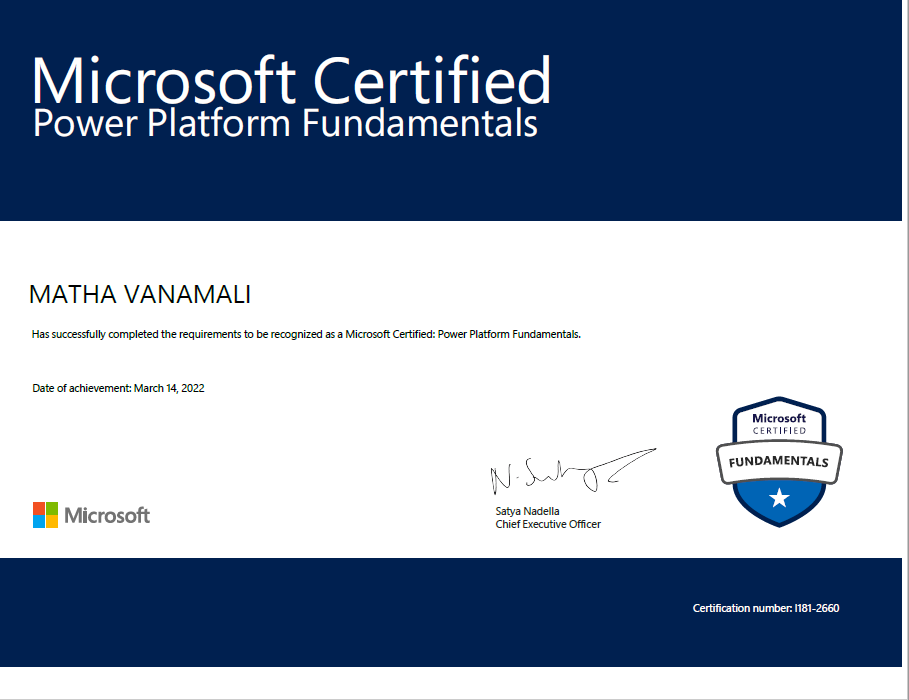 Microsoft Certified
Power Platform Fundamentals
MATHA VANAMALI
Has successfully completed the requirements to be recognized as a Microsoft Certified: Power Platform Fundamentals.
Date of achievement: March 14, 2022
Microsoft
CERTIFIED
FUNDAMENTALS
N. Satya
Satya Nadella
Chief Executive Officer
Microsoft
Certification number: I181-2660